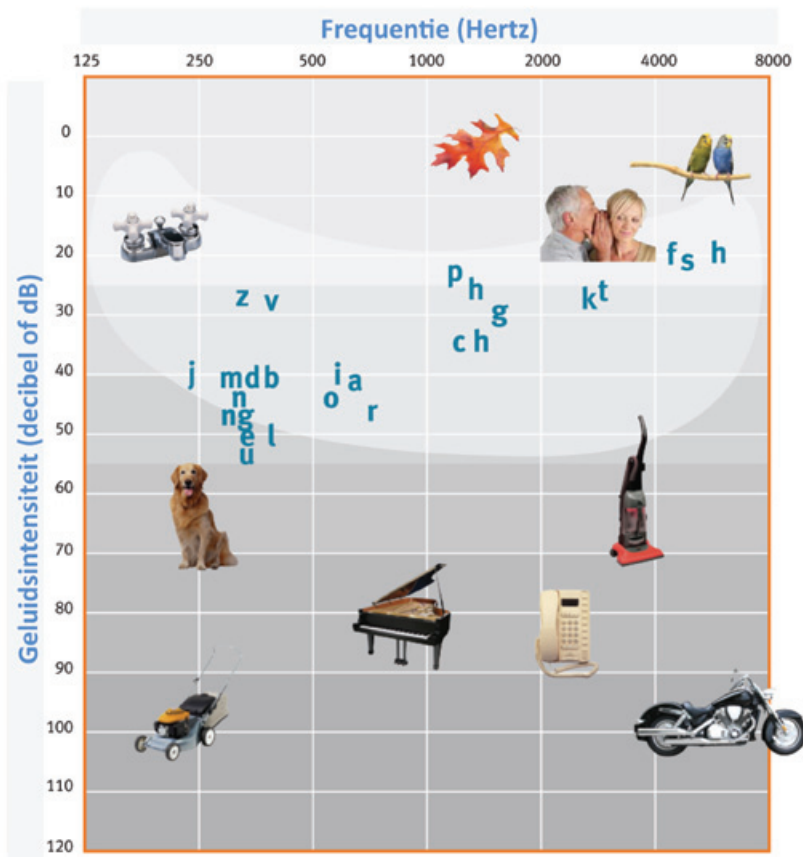 Frequentie (Hertz)
125 250 500 1000 2000 4000 8000
Geluidsintensiteit (decibel of dB)
0
10
20
f s h
p h
k t
z v
30
g
c h
40
j
m d b
i a
n
o
ng
r
50
e l
u
60
70
80
90
100
110
120